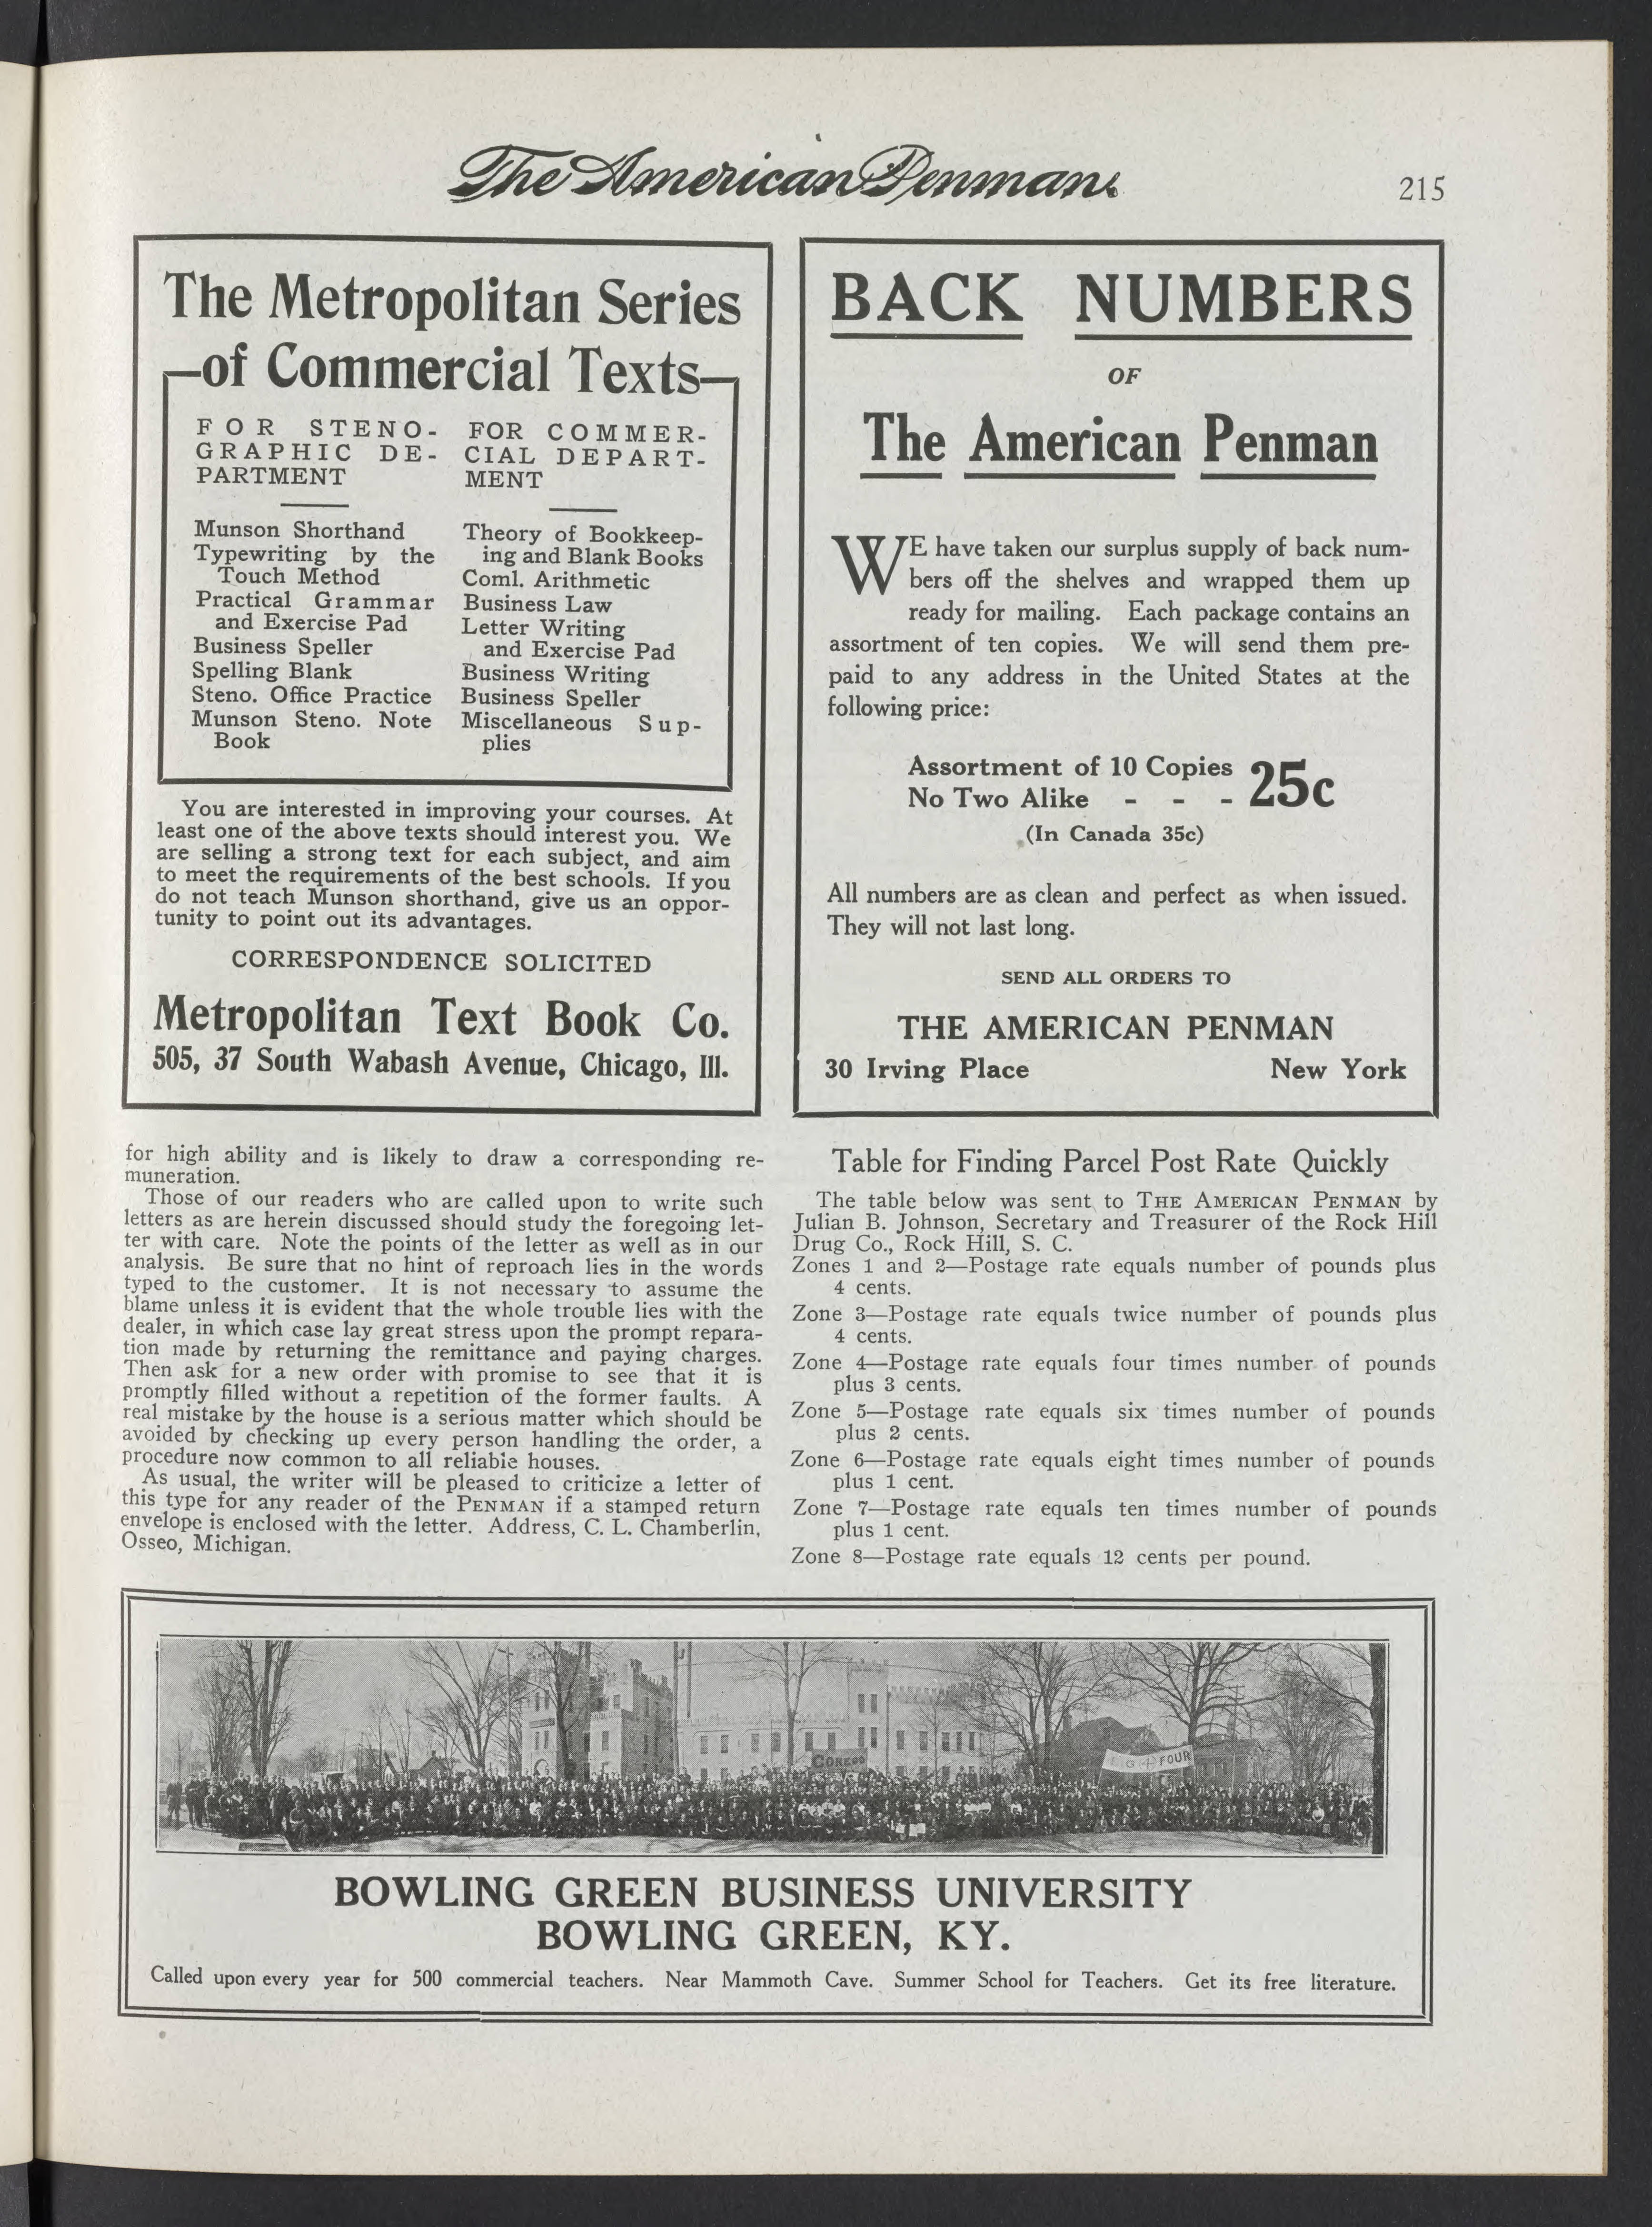 The American Penman
215
The Metropolitan Series
of Commercial Texts
FOR STENO-
GRAPHIC DE-
PARTMENT
Munson Shorthand
Typewriting by the
Touch Method
Practical Grammar
and Exercise Pad
Business Speller
Spelling Blank
Steno. Office Practice
Munson Steno. Note
Book
FOR COMMER-
CIAL DEPART-
MENT
Theory of Bookkeep-
ing and Blank Books
Coml. Arithmetic
Business Law
Letter Writing
and Exercise Pad
Business Writing
Business Speller
Miscellaneous Sup-
plies
You are interested in improving your courses. At
least one of the above texts should interest you. We
are selling a strong text for each subject, and aim
to meet the requirements of the best schools. If you
do not teach Munson shorthand, give us an oppor-
tunity to point out its advantages.
CORRESPONDENCE SOLICITED
Metropolitan Text Book Co.
505, 37 South Wabash Avenue, Chicago, Ill.
BACK NUMBERS
OF
The American Penman
WE have taken our surplus supply of back num-
bers off the shelves and wrapped them up
ready for mailing. Each package contains an
assortment of ten copies. We will send them pre-
paid to any address in the United States at the
following price:
Assortment of 10 Copies
No Two Alike - - - 25c
(In Canada 35c)
All numbers are as clean and perfect as when issued.
They will not last long.
SEND ALL ORDERS TO
THE AMERICAN PENMAN
30 Irving Place New York
for high ability and is likely to draw a corresponding re-
muneration.
Those of our readers who are called upon to write such
letters as are herein discussed should study the foregoing let-
ter with care. Note the points of the letter as well as in our
analysis. Be sure that no hint of reproach lies in the words
typed to the customer. It is not necessary to assume the
blame unless it is evident that the whole trouble lies with the
dealer, in which case lay great stress upon the prompt repara-
tion made by returning the remittance and paying charges.
Then ask for a new order with promise to see that it is
promptly filled without a repetition of the former faults. A
real mistake by the house is a serious matter which should be
avoided by checking up every person handling the order, a
procedure now common to all reliable houses.
As usual, the writer will be pleased to criticize a letter of
this type for any reader of the PENMAN if a stamped return
envelope is enclosed with the letter. Address, C. L. Chamberlin,
Osseo, Michigan.
Table for Finding Parcel Post Rate Quickly
The table below was sent to THE AMERICAN PENMAN by
Julian B. Johnson, Secretary and Treasurer of the Rock Hill
Drug Co., Rock Hill, S. C.
Zones 1 and 2—Postage rate equals number of pounds plus
4 cents.
Zone 3—Postage rate equals twice number of pounds plus
4 cents.
Zone 4—Postage rate equals four times number of pounds
plus 3 cents.
Zone 5—Postage rate equals six times number of pounds
plus 2 cents.
Zone 6—Postage rate equals eight times number of pounds
plus 1 cent.
Zone 7—Postage rate equals ten times number of pounds
plus 1 cent.
Zone 8—Postage rate equals 12 cents per pound.
FOUR
BOWLING GREEN BUSINESS UNIVERSITY
BOWLING GREEN, KY.
Called upon every year for 500 commercial teachers. Near Mammoth Cave. Summer School for Teachers. Get its free literature.